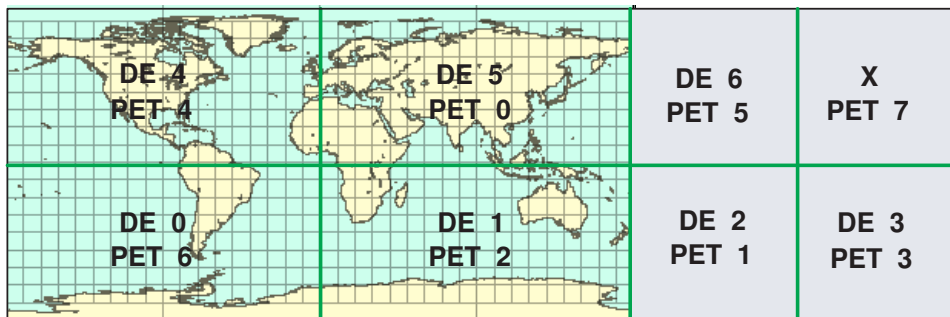 DE 4
PET 4
DE 5
PET 0
DE 6
PET 5
X
PET 7
DE 0
PET 6
DE 1
PET 2
DE 2
PET 1
DE 3
PET 3